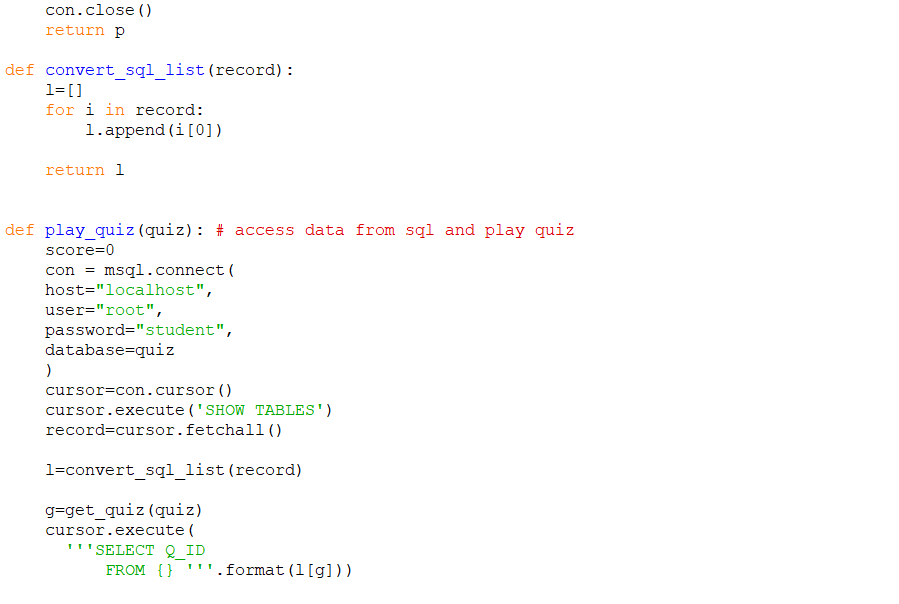 con.close()
    return p

def convert_sql_list(record):
    l=[]
    for i in record:
        l.append(i[0])

    return l


def play_quiz(quiz): # access data from sql and play quiz
    score=0
    con = msql.connect(
    host="localhost",
    user="root",
    password="student",
    database=quiz
    )
    cursor=con.cursor()
    cursor.execute('SHOW TABLES')
    record=cursor.fetchall()

    l=convert_sql_list(record)

    g=get_quiz(quiz)
    cursor.execute(
      '''SELECT Q_ID
          FROM {} '''.format(l[g]))